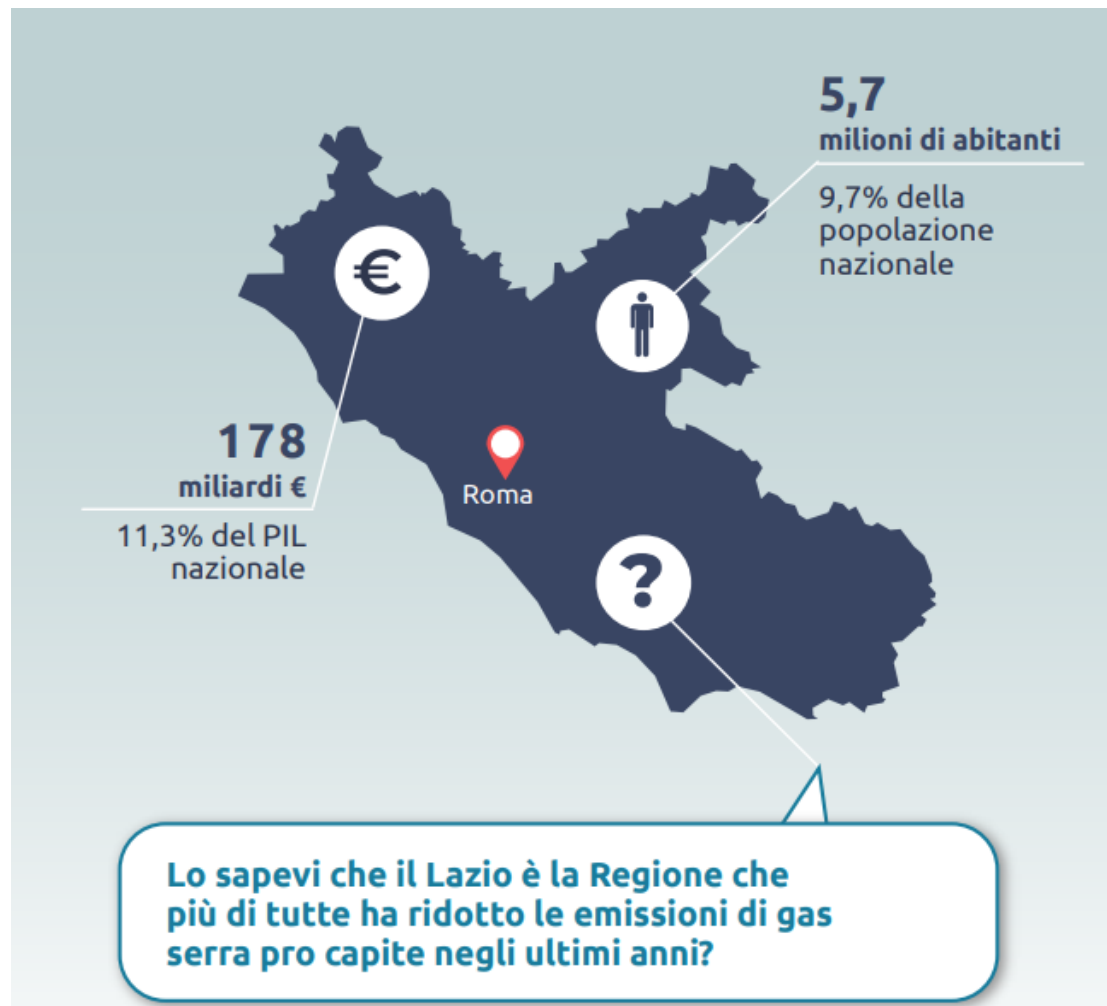 5,7
milioni di abitanti
9,7% della
popolazione
nazionale
€
178
miliardi €
11,3% del PIL
nazionale
Roma
?
Lo sapevi che il Lazio è la Regione che
più di tutte ha ridotto le emissioni di gas
serra pro capite negli ultimi anni?